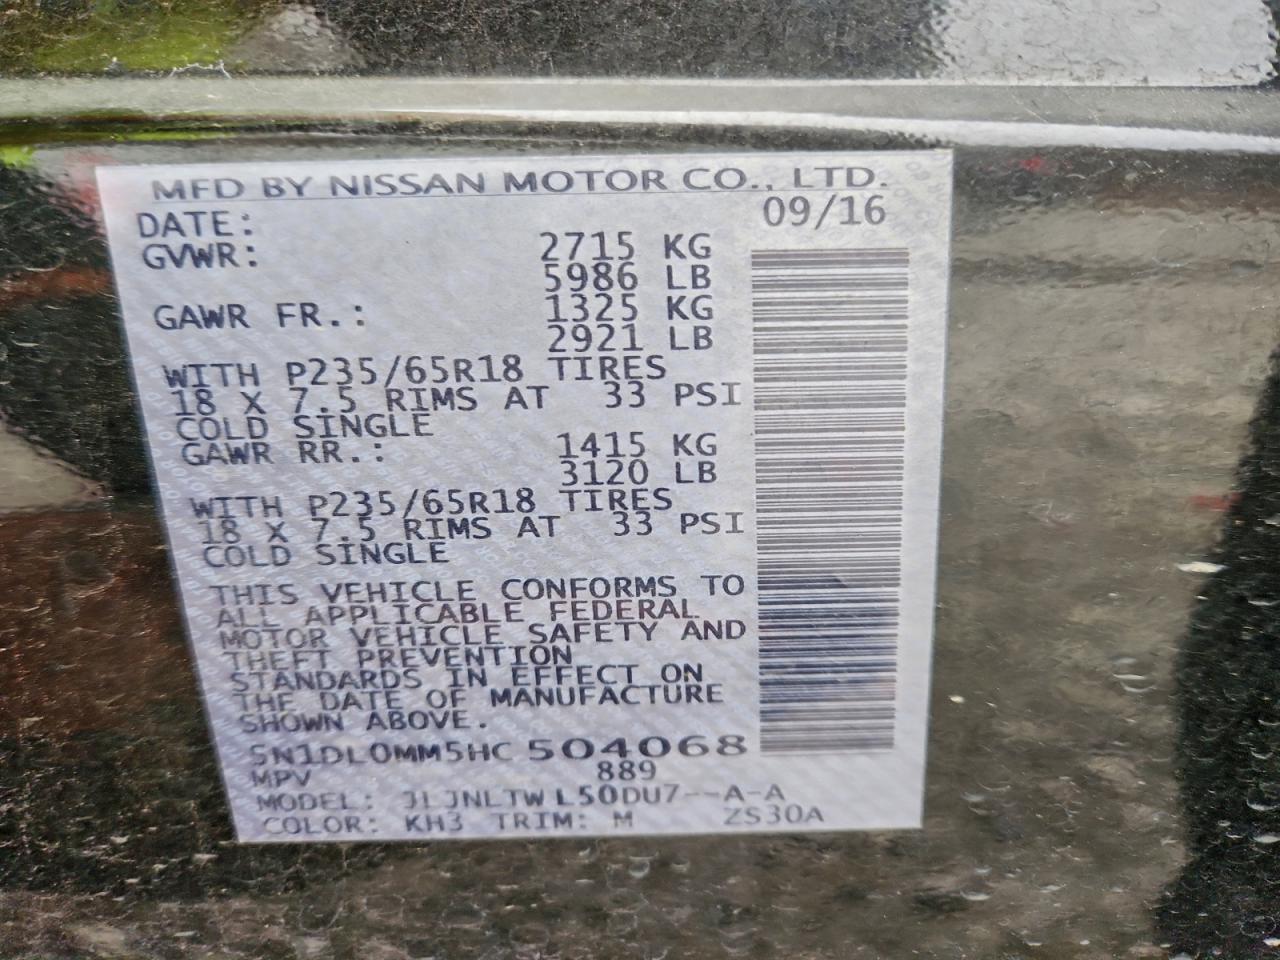 MFD BY NISSAN MOTOR CO., LTD.
DATE: 09/16
GVWR: 2715 KG
5986 LB
GAWR FR.: 1325 KG
2921 LB
WITH P235/65R18 TIRES
18 X 7.5 RIMS AT 33 PSI
COLD SINGLE
GAWR RR.: 1415 KG
3120 LB
WITH P235/65R18 TIRES
18 X 7.5 RIMS AT 33 PSI
COLD SINGLE
THIS VEHICLE CONFORMS TO
ALL APPLICABLE FEDERAL
MOTOR VEHICLE SAFETY AND
THEFT PREVENTION
STANDARDS IN EFFECT ON
THE DATE OF MANUFACTURE
SHOWN ABOVE.
5N1DL0MM5HC 504068
MPV 889
MODEL: JLJNLTWL50DU7--A-A
COLOR: KH3 TRIM: M ZS30A